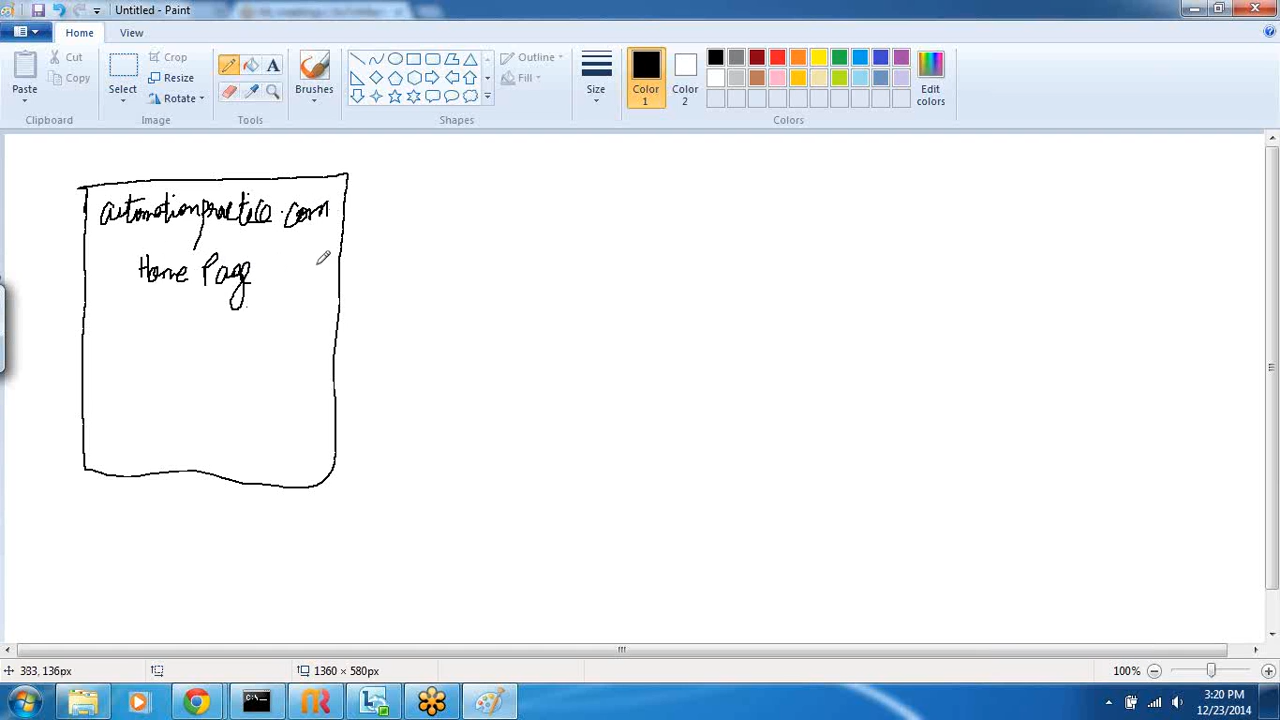 Untitled - Paint
Home View
Cut
Copy
Paste
Clipboard
Select
Crop
Resize
Rotate
Image
A
Tools
Brushes
Outline
Fill
Shapes
Size
Color 1
Color 2
Edit colors
Colors
automationpractice.com
Home Page
333, 136px
1360 × 580px
100%
C:\
3:20 PM
12/23/2014